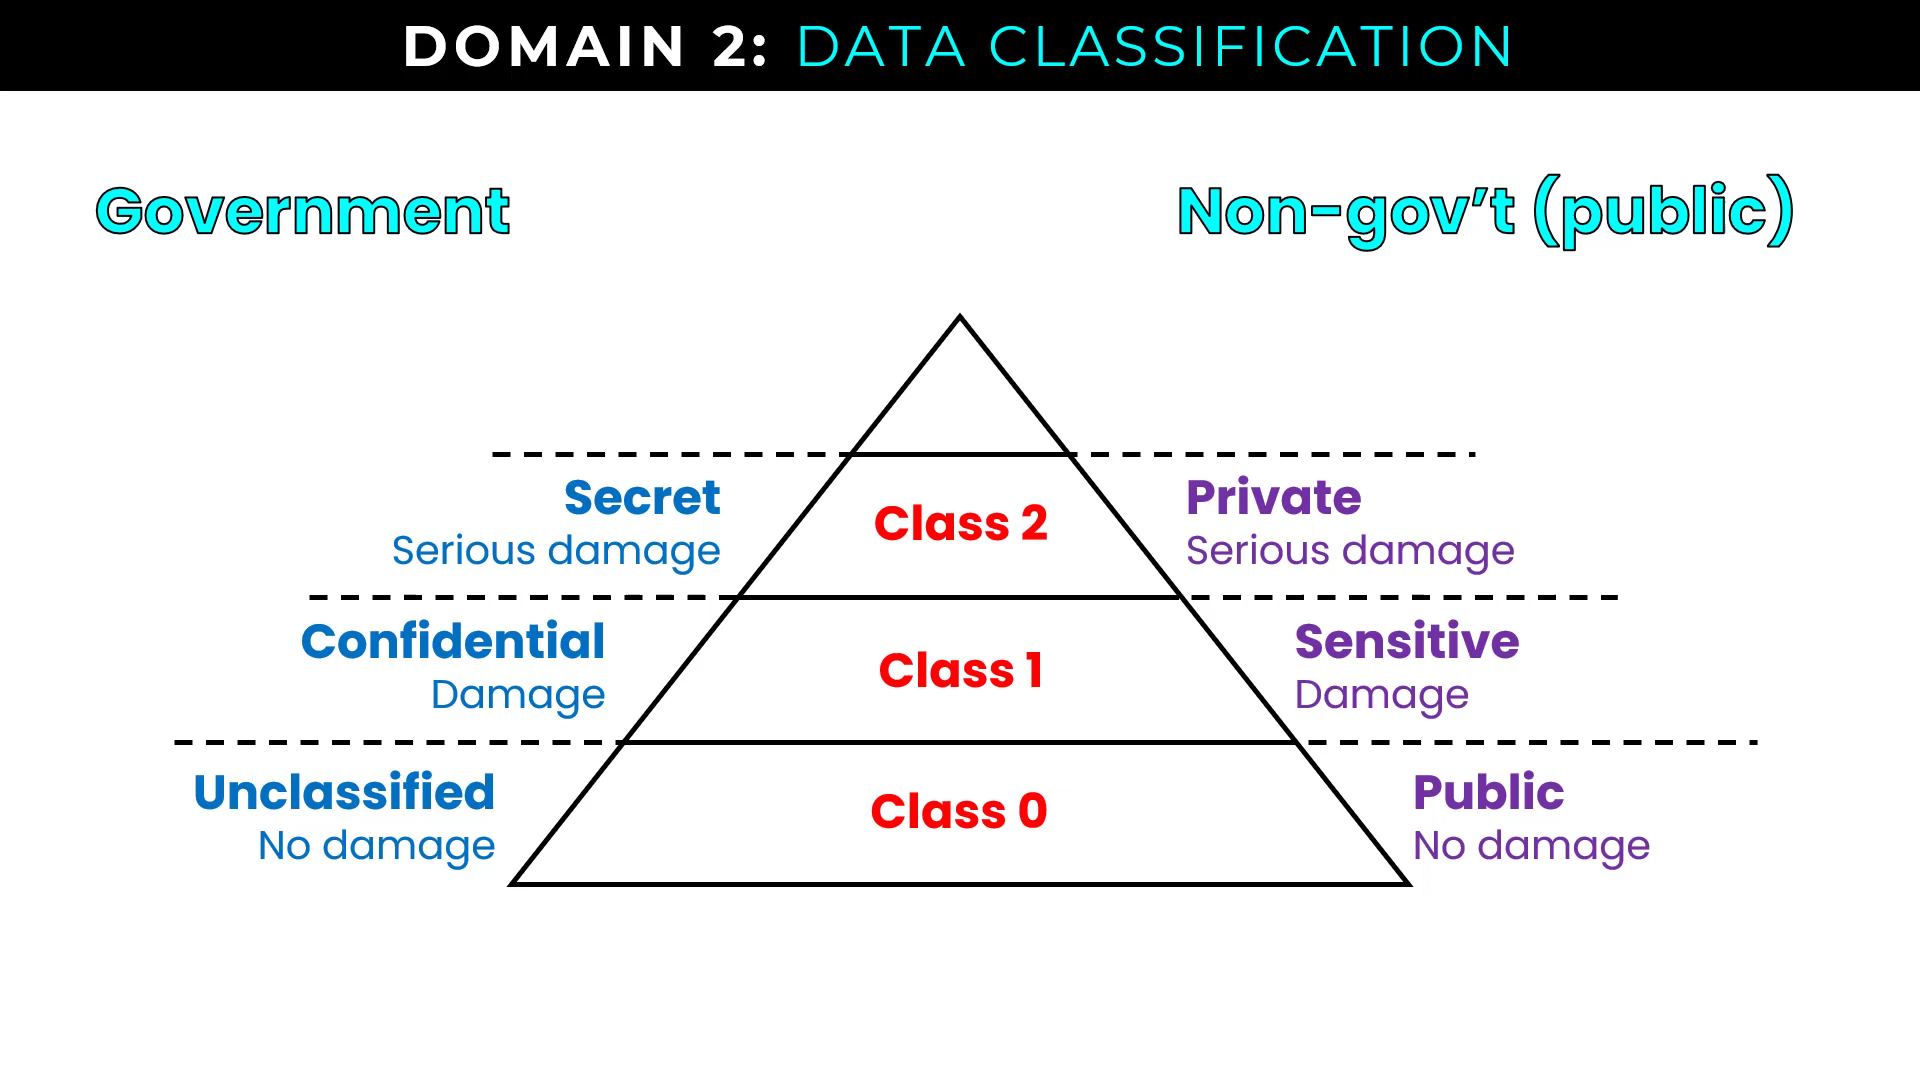 DOMAIN 2: DATA CLASSIFICATION
Government
Non-gov’t (public)
Secret
Serious damage
Class 2
Private
Serious damage
Confidential
Damage
Class 1
Sensitive
Damage
Unclassified
No damage
Class 0
Public
No damage